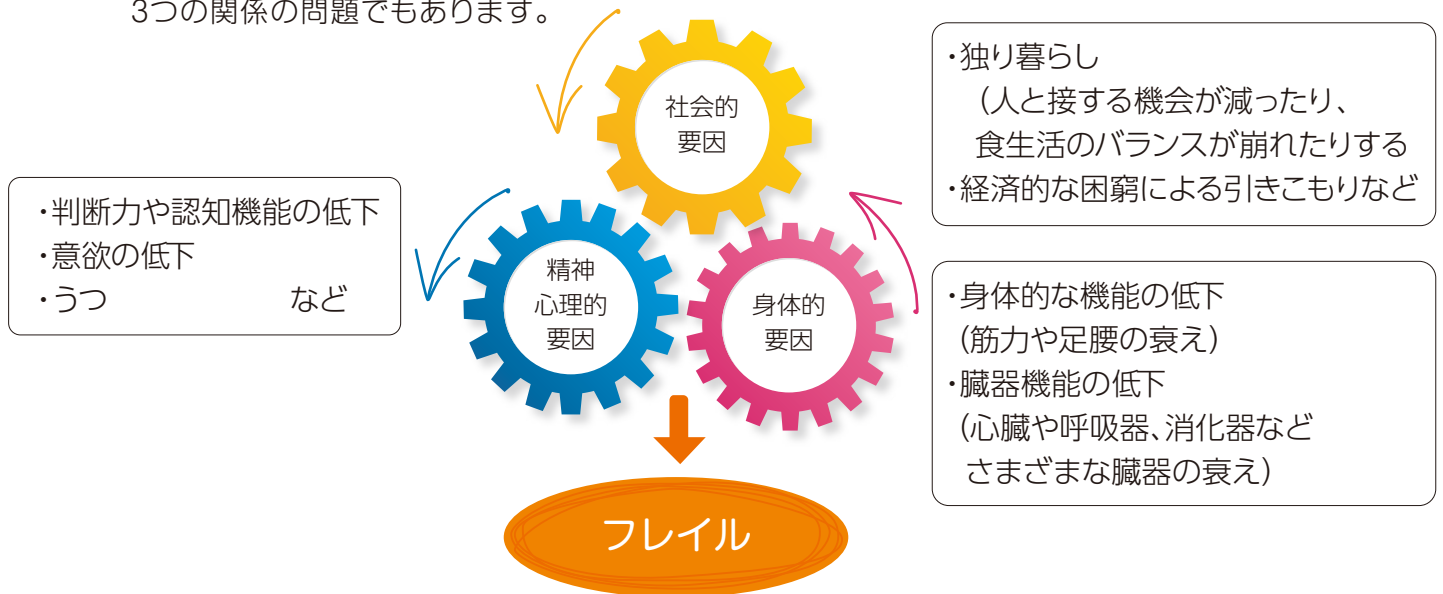 3つの関係の問題でもあります。
社会的
要因
・独り暮らし
(人と接する機会が減ったり、
食生活のバランスが崩れたりする
・経済的な困窮による引きこもりなど
・判断力や認知機能の低下
・意欲の低下
・うつ など
精神
心理的
要因
身体的
要因
・身体的な機能の低下
(筋力や足腰の衰え)
・臓器機能の低下
(心臓や呼吸器、消化器など
さまざまな臓器の衰え)
フレイル